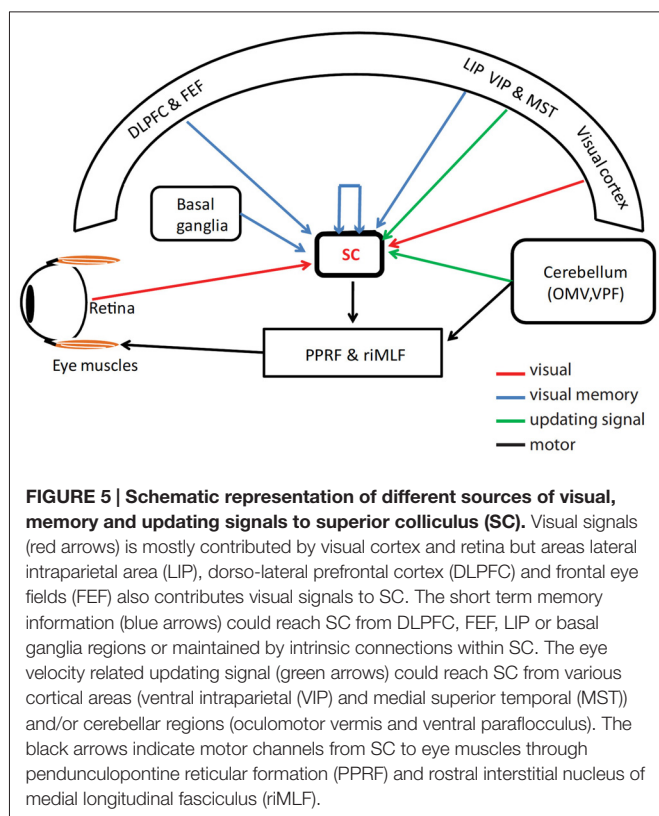 DLPFC & FEF
LIP VIP & MST
Visual cortex
Basal
ganglia
SC
Cerebellum
(OMV,VPF)
Retina
PPRF & riMLF
Eye muscles
visual
visual memory
updating signal
motor
FIGURE 5 | Schematic representation of different sources of visual,
memory and updating signals to superior colliculus (SC). Visual signals
(red arrows) is mostly contributed by visual cortex and retina but areas lateral
intraparietal area (LIP), dorso-lateral prefrontal cortex (DLPFC) and frontal eye
fields (FEF) also contributes visual signals to SC. The short term memory
information (blue arrows) could reach SC from DLPFC, FEF, LIP or basal
ganglia regions or maintained by intrinsic connections within SC. The eye
velocity related updating signal (green arrows) could reach SC from various
cortical areas (ventral intraparietal (VIP) and medial superior temporal (MST))
and/or cerebellar regions (oculomotor vermis and ventral paraflocculus). The
black arrows indicate motor channels from SC to eye muscles through
pendunculopontine reticular formation (PPRF) and rostral interstitial nucleus of
medial longitudinal fasciculus (riMLF).